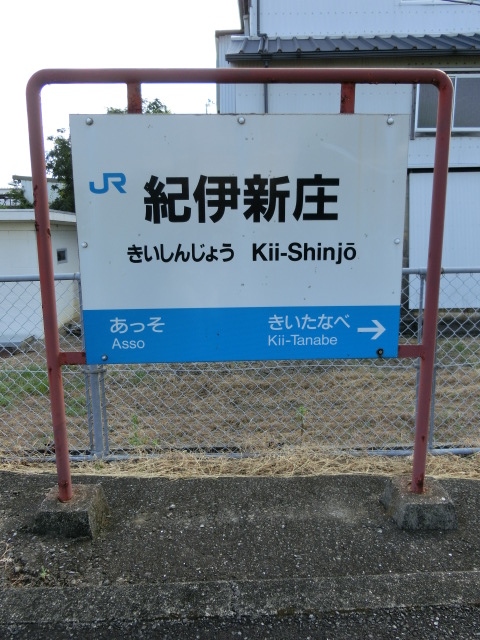 JR 紀伊新庄
きいしんじょう Kii-Shinjō
あっそ きいたなべ →
Asso Kii-Tanabe